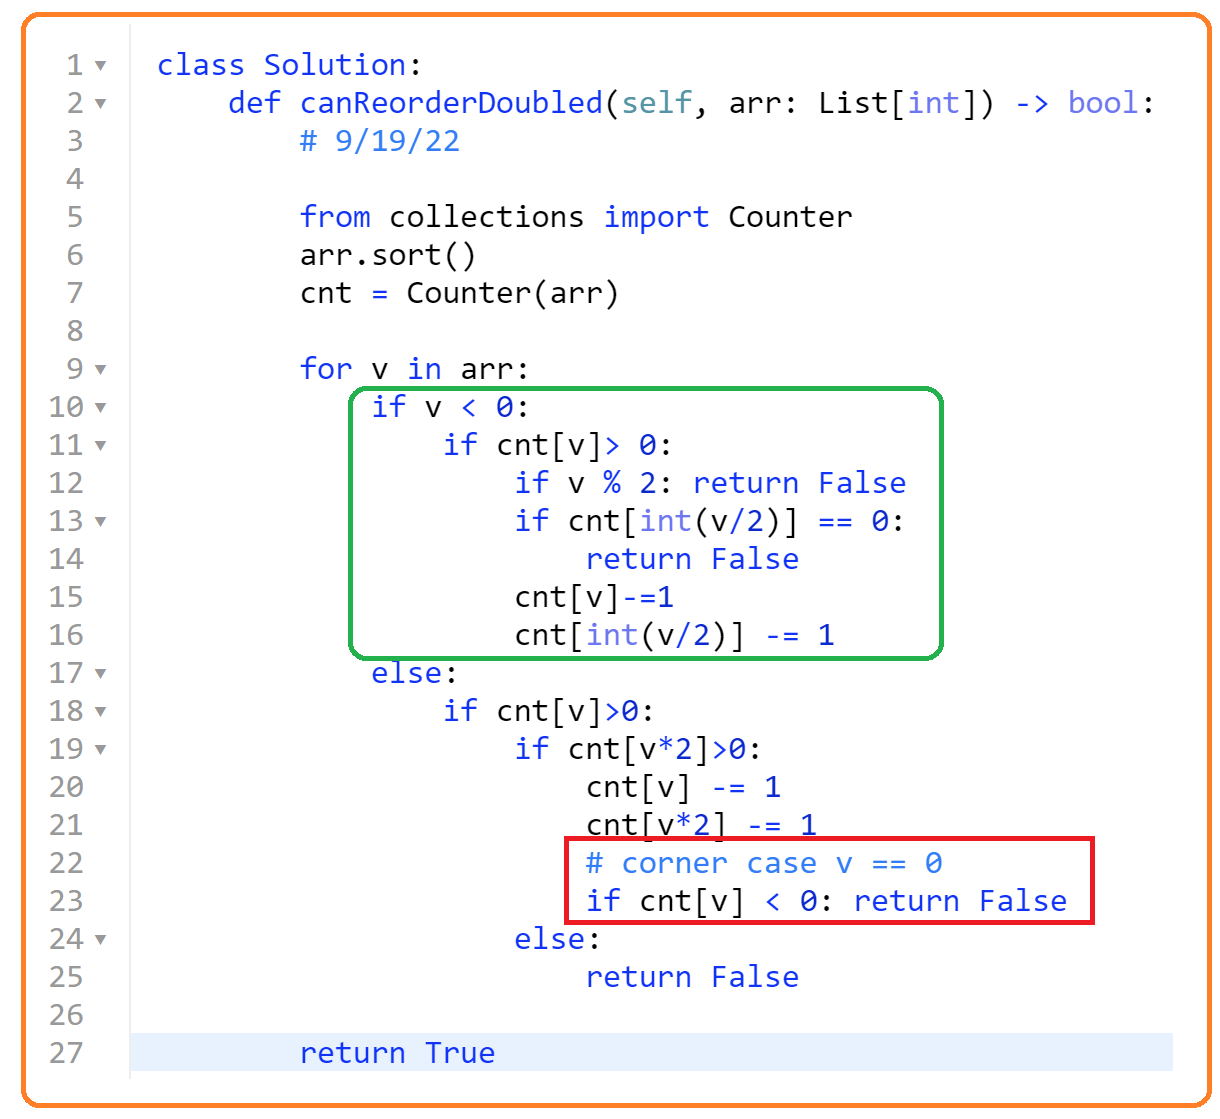 1 class Solution:
2 def canReorderDoubled(self, arr: List[int]) -> bool:
3 # 9/19/22
4
5 from collections import Counter
6 arr.sort()
7 cnt = Counter(arr)
8
9 for v in arr:
10 if v < 0:
11 if cnt[v]> 0:
12 if v % 2: return False
13 if cnt[int(v/2)] == 0:
14 return False
15 cnt[v]-=1
16 cnt[int(v/2)] -= 1
17 else:
18 if cnt[v]>0:
19 if cnt[v*2]>0:
20 cnt[v] -= 1
21 cnt[v*2] -= 1
22 # corner case v == 0
23 if cnt[v] < 0: return False
24 else:
25 return False
26
27 return True